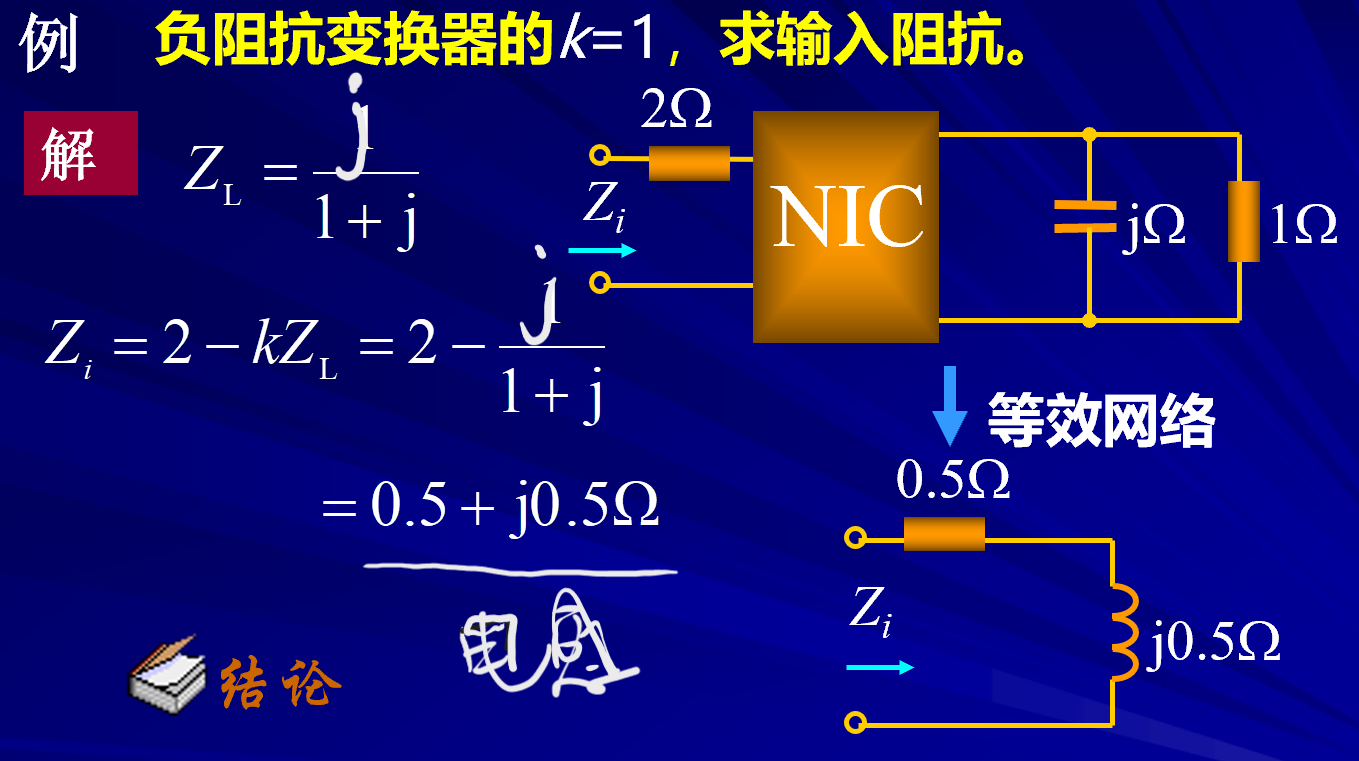 例 负阻抗变换器的k=1，求输入阻抗。
解
Z_L = j/(1 + j)
2Ω
Z_i
NIC
jΩ
1Ω
Z_i = 2 − kZ_L = 2 − j/(1 + j)
= 0.5 + j0.5Ω
电感
等效网络
0.5Ω
Z_i
j0.5Ω
结论